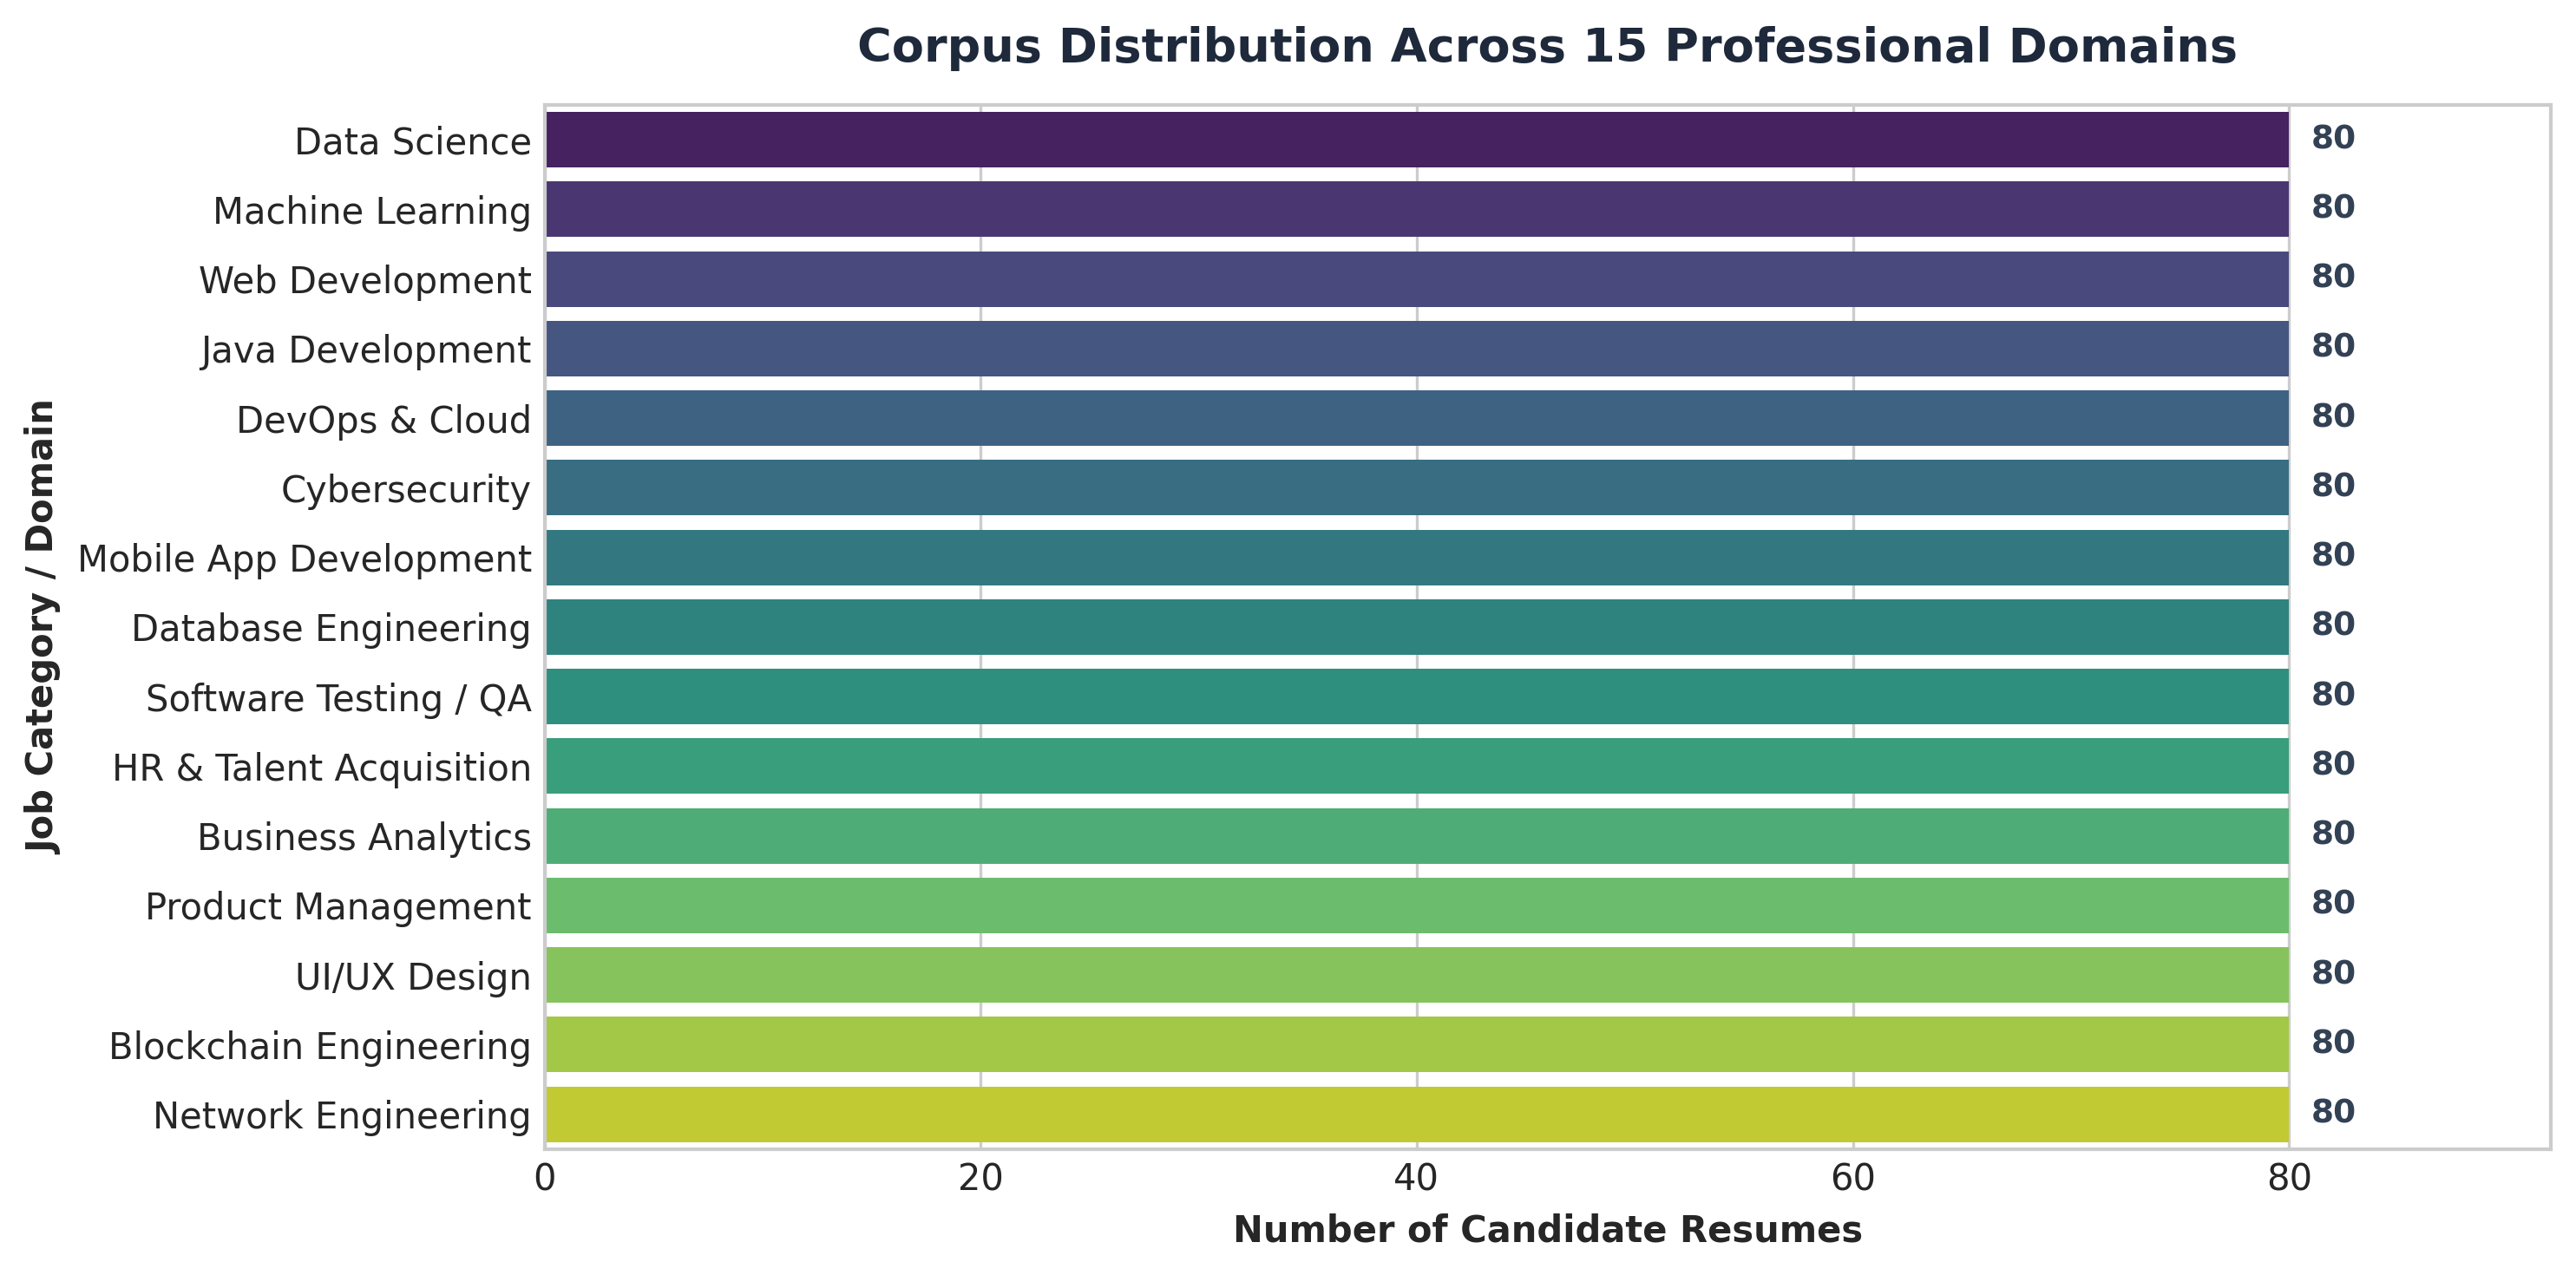 Corpus Distribution Across 15 Professional Domains
Job Category / Domain
Data Science 80
Machine Learning 80
Web Development 80
Java Development 80
DevOps & Cloud 80
Cybersecurity 80
Mobile App Development 80
Database Engineering 80
Software Testing / QA 80
HR & Talent Acquisition 80
Business Analytics 80
Product Management 80
UI/UX Design 80
Blockchain Engineering 80
Network Engineering 80
0 20 40 60 80
Number of Candidate Resumes